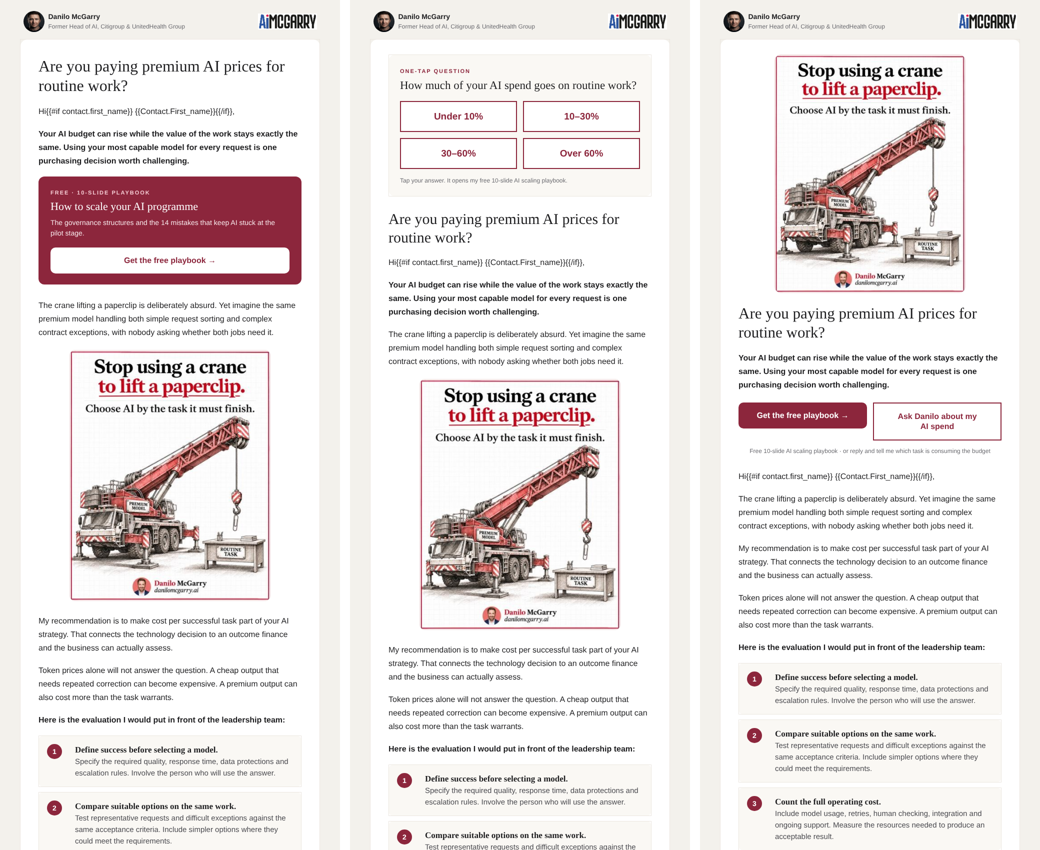 Danilo McGarry
Former Head of AI, Citigroup & UnitedHealth Group
AiMCGARRY
Are you paying premium AI prices for
routine work?
Hi{{#if contact.first_name}} {{Contact.First_name}}{{/if}},
Your AI budget can rise while the value of the work stays exactly the
same. Using your most capable model for every request is one
purchasing decision worth challenging.
FREE · 10-SLIDE PLAYBOOK
How to scale your AI programme
The governance structures and the 14 mistakes that keep AI stuck at the
pilot stage.
Get the free playbook →
The crane lifting a paperclip is deliberately absurd. Yet imagine the same
premium model handling both simple request sorting and complex
contract exceptions, with nobody asking whether both jobs need it.
Stop using a crane
to lift a paperclip.
Choose AI by the task it must finish.
PREMIUM
MODEL
ROUTINE
TASK
Danilo McGarry
danilomcgarry.ai
My recommendation is to make cost per successful task part of your AI
strategy. That connects the technology decision to an outcome finance
and the business can actually assess.
Token prices alone will not answer the question. A cheap output that
needs repeated correction can become expensive. A premium output can
also cost more than the task warrants.
Here is the evaluation I would put in front of the leadership team:
1
Define success before selecting a model.
Specify the required quality, response time, data protections and
escalation rules. Involve the person who will use the answer.
2
Compare suitable options on the same work.
Test representative requests and difficult exceptions against the
same acceptance criteria. Include simpler options where they
could meet the requirements.
Danilo McGarry
Former Head of AI, Citigroup & UnitedHealth Group
AiMCGARRY
ONE-TAP QUESTION
How much of your AI spend goes on routine work?
Under 10%
10–30%
30–60%
Over 60%
Tap your answer. It opens my free 10-slide AI scaling playbook.
Are you paying premium AI prices for
routine work?
Hi{{#if contact.first_name}} {{Contact.First_name}}{{/if}},
Your AI budget can rise while the value of the work stays exactly the
same. Using your most capable model for every request is one
purchasing decision worth challenging.
The crane lifting a paperclip is deliberately absurd. Yet imagine the same
premium model handling both simple request sorting and complex
contract exceptions, with nobody asking whether both jobs need it.
Stop using a crane
to lift a paperclip.
Choose AI by the task it must finish.
PREMIUM
MODEL
ROUTINE
TASK
Danilo McGarry
danilomcgarry.ai
My recommendation is to make cost per successful task part of your AI
strategy. That connects the technology decision to an outcome finance
and the business can actually assess.
Token prices alone will not answer the question. A cheap output that
needs repeated correction can become expensive. A premium output can
also cost more than the task warrants.
Here is the evaluation I would put in front of the leadership team:
1
Define success before selecting a model.
Specify the required quality, response time, data protections and
escalation rules. Involve the person who will use the answer.
2
Compare suitable options on the same work.
Test representative requests and difficult exceptions against the
Danilo McGarry
Former Head of AI, Citigroup & UnitedHealth Group
AiMCGARRY
Stop using a crane
to lift a paperclip.
Choose AI by the task it must finish.
PREMIUM
MODEL
ROUTINE
TASK
Danilo McGarry
danilomcgarry.ai
Are you paying premium AI prices for
routine work?
Your AI budget can rise while the value of the work stays exactly the
same. Using your most capable model for every request is one
purchasing decision worth challenging.
Get the free playbook →
Ask Danilo about my
AI spend
Free 10-slide AI scaling playbook · or reply and tell me which task is consuming the budget
Hi{{#if contact.first_name}} {{Contact.First_name}}{{/if}},
The crane lifting a paperclip is deliberately absurd. Yet imagine the same
premium model handling both simple request sorting and complex
contract exceptions, with nobody asking whether both jobs need it.
My recommendation is to make cost per successful task part of your AI
strategy. That connects the technology decision to an outcome finance
and the business can actually assess.
Token prices alone will not answer the question. A cheap output that
needs repeated correction can become expensive. A premium output can
also cost more than the task warrants.
Here is the evaluation I would put in front of the leadership team:
1
Define success before selecting a model.
Specify the required quality, response time, data protections and
escalation rules. Involve the person who will use the answer.
2
Compare suitable options on the same work.
Test representative requests and difficult exceptions against the
same acceptance criteria. Include simpler options where they
could meet the requirements.
3
Count the full operating cost.
Include model usage, retries, human checking, integration and
ongoing support. Measure the resources needed to produce an
acceptable result.